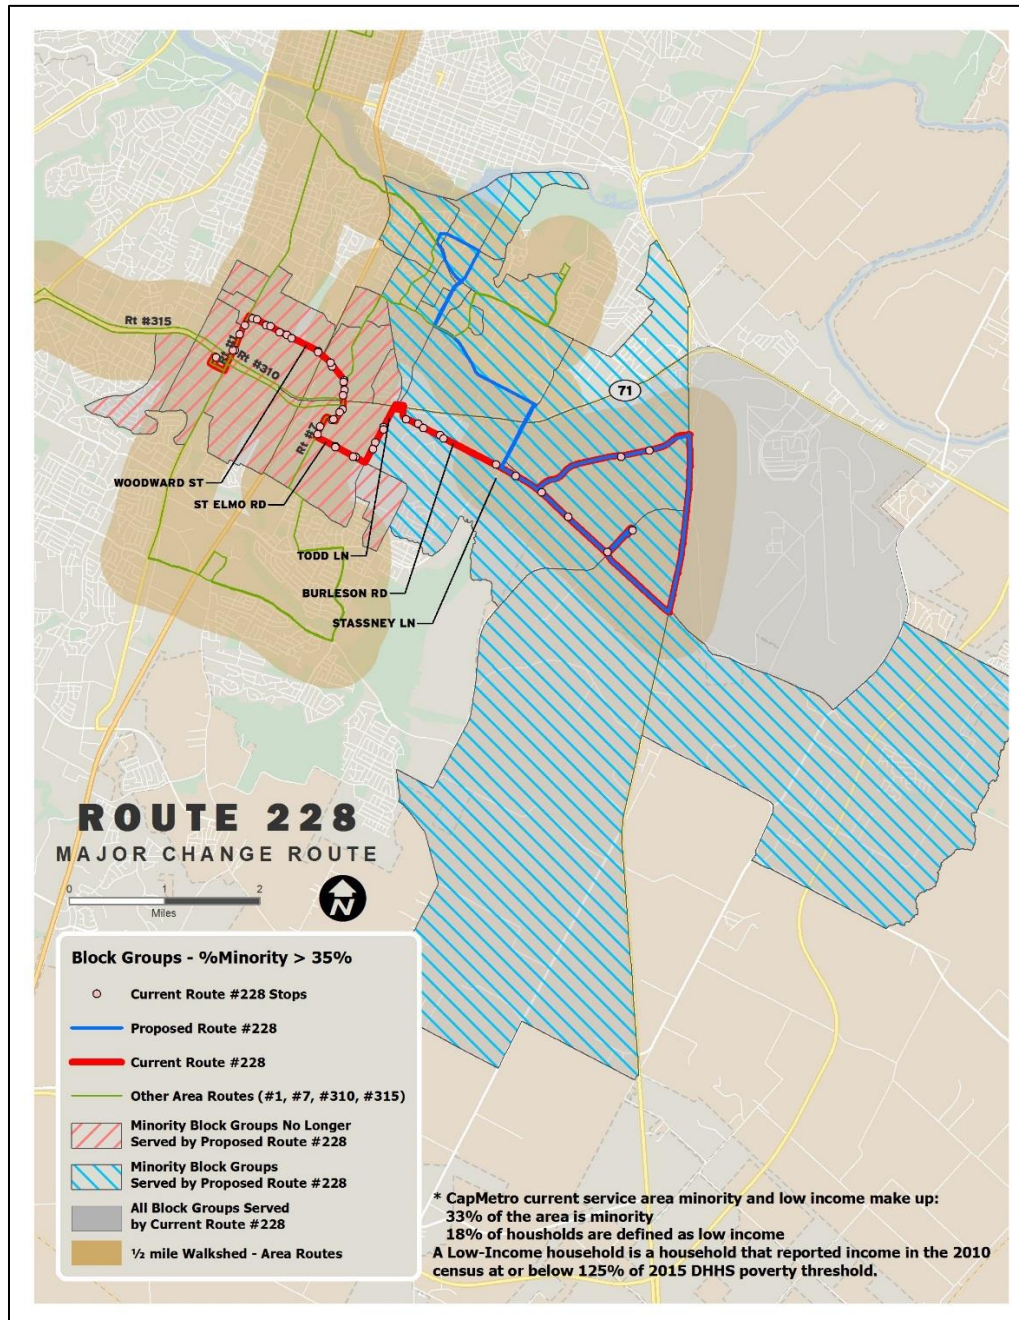 Rt #315
Rt #1
Rt #310
Rt #7
71
WOODWARD ST
ST ELMO RD
TODD LN
BURLESON RD
STASSNEY LN
ROUTE 228
MAJOR CHANGE ROUTE
0 1 2
Miles
N
Block Groups - %Minority > 35%
Current Route #228 Stops
Proposed Route #228
Current Route #228
Other Area Routes (#1, #7, #310, #315)
Minority Block Groups No Longer
Served by Proposed Route #228
Minority Block Groups
Served by Proposed Route #228
All Block Groups Served
by Current Route #228
½ mile Walkshed - Area Routes
* CapMetro current service area minority and low income make up:
33% of the area is minority
18% of housholds are defined as low income
A Low-Income household is a household that reported income in the 2010
census at or below 125% of 2015 DHHS poverty threshold.